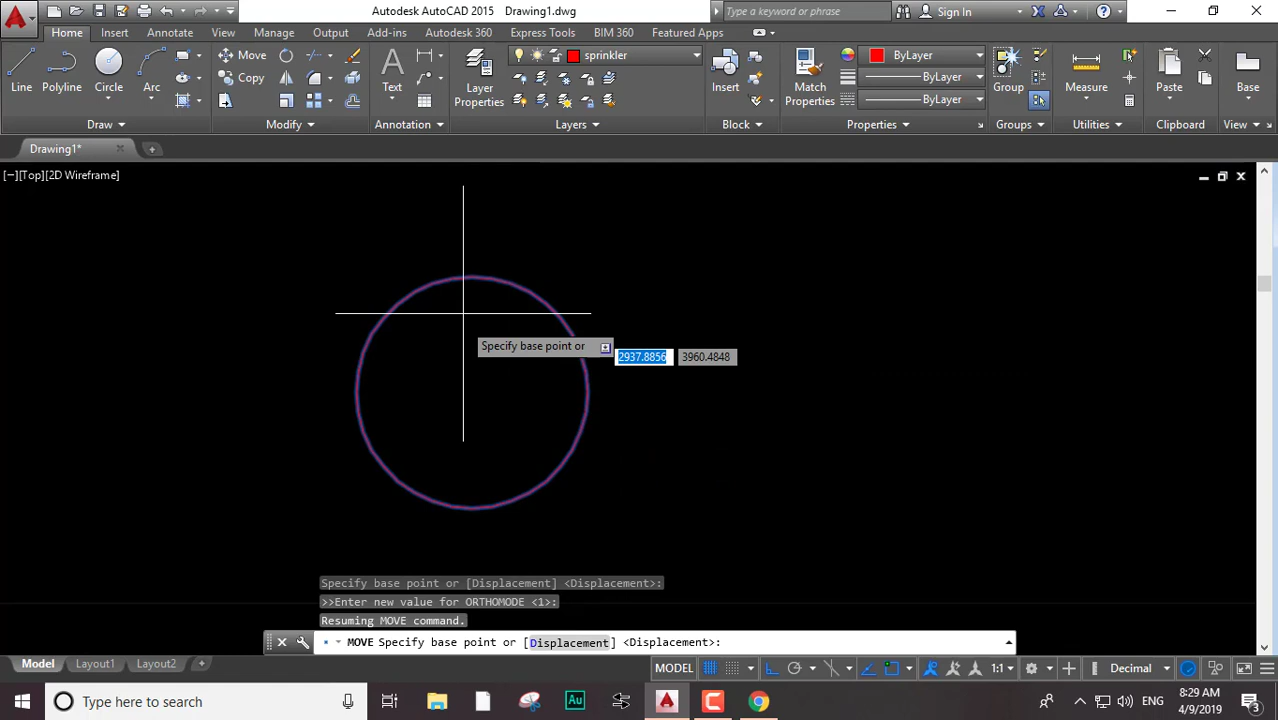 Autodesk AutoCAD 2015 Drawing1.dwg
Type a keyword or phrase
Sign In
Home Insert Annotate View Manage Output Add-ins Autodesk 360 Express Tools BIM 360 Featured Apps
Line
Polyline
Circle
Arc
Move
Copy
Text
Layer
Properties
sprinkler
Insert
Match
Properties
ByLayer
ByLayer
ByLayer
Group
Measure
Paste
Base
Draw
Modify
Annotation
Layers
Block
Properties
Groups
Utilities
Clipboard
View
Drawing1*
[−][Top][2D Wireframe]
Specify base point or
2937.8856
3960.4848
Specify base point or [Displacement] <Displacement>:
>>Enter new value for ORTHOMODE <1>:
Resuming MOVE command.
MOVE Specify base point or [Displacement] <Displacement>:
Model Layout1 Layout2
MODEL
1:1
Decimal
Type here to search
Au
ENG
8:29 AM
4/9/2019
3